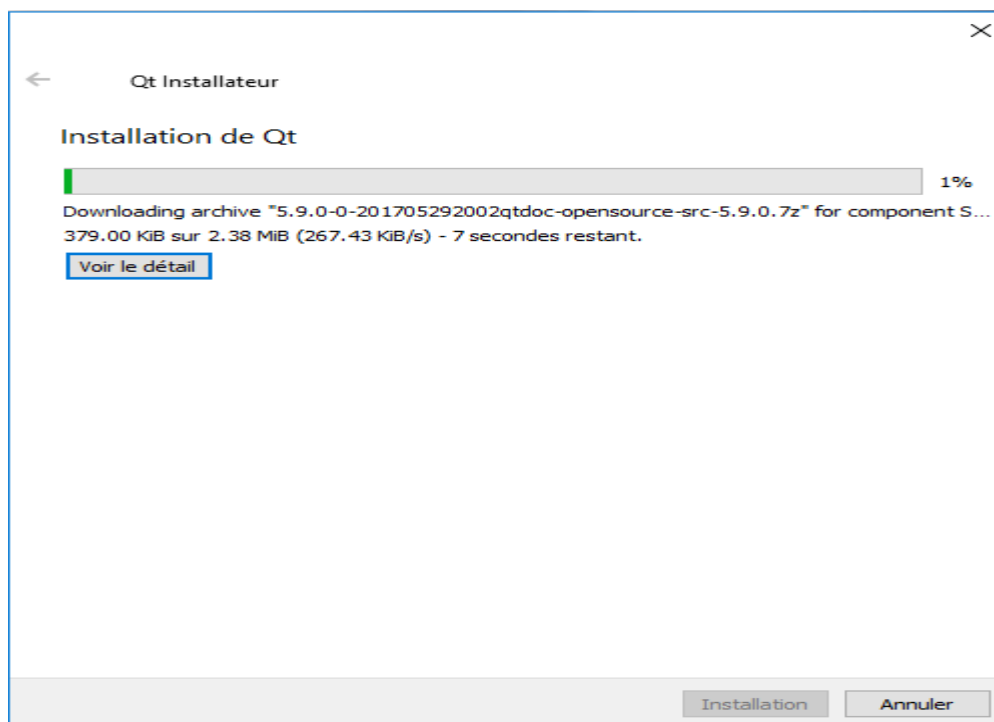 Qt Installateur
Installation de Qt
1%
Downloading archive "5.9.0-0-201705292002qtdoc-opensource-src-5.9.0.7z" for component S...
379.00 KiB sur 2.38 MiB (267.43 KiB/s) - 7 secondes restant.
Voir le détail
Installation Annuler